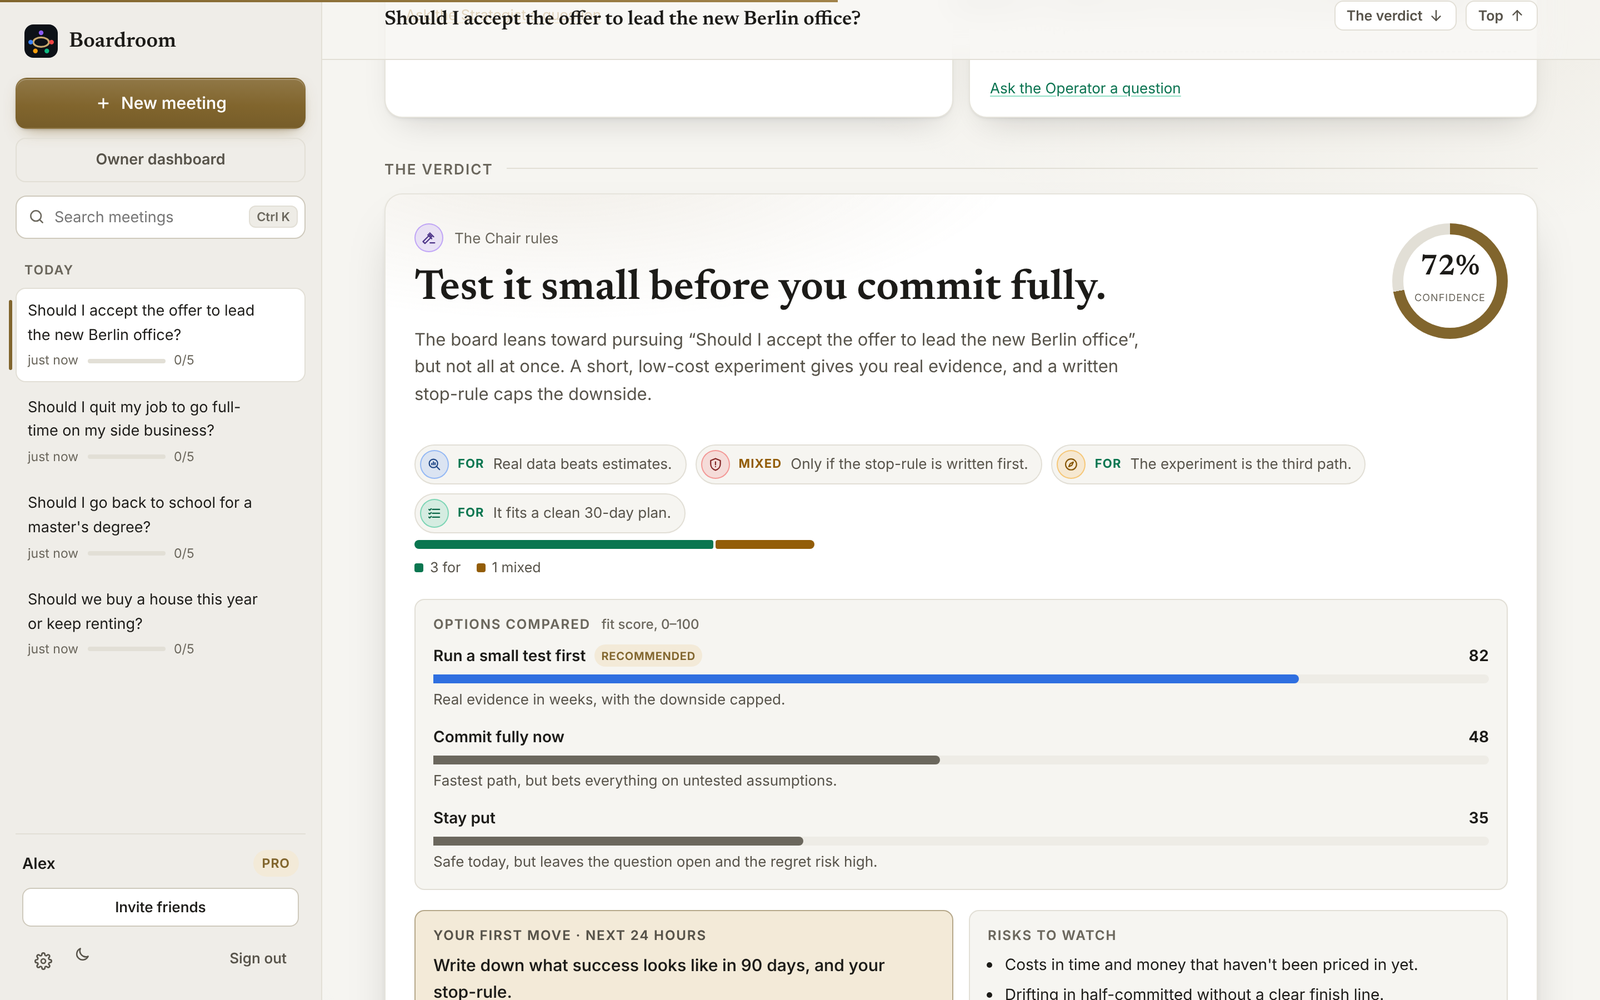 Boardroom
+ New meeting
Owner dashboard
Search meetings Ctrl K
TODAY
Should I accept the offer to lead
the new Berlin office?
just now 0/5
Should I quit my job to go full-
time on my side business?
just now 0/5
Should I go back to school for a
master's degree?
just now 0/5
Should we buy a house this year
or keep renting?
just now 0/5
Alex PRO
Invite friends
Sign out
Should I accept the offer to lead the new Berlin office?
The verdict ↓ Top ↑
Ask the Operator a question
THE VERDICT
The Chair rules
Test it small before you commit fully.
72%
CONFIDENCE
The board leans toward pursuing “Should I accept the offer to lead the new Berlin office”,
but not all at once. A short, low-cost experiment gives you real evidence, and a written
stop-rule caps the downside.
FOR Real data beats estimates. MIXED Only if the stop-rule is written first. FOR The experiment is the third path.
FOR It fits a clean 30-day plan.
3 for 1 mixed
OPTIONS COMPARED fit score, 0–100
Run a small test first RECOMMENDED 82
Real evidence in weeks, with the downside capped.
Commit fully now 48
Fastest path, but bets everything on untested assumptions.
Stay put 35
Safe today, but leaves the question open and the regret risk high.
YOUR FIRST MOVE · NEXT 24 HOURS
Write down what success looks like in 90 days, and your
stop-rule.
RISKS TO WATCH
• Costs in time and money that haven't been priced in yet.
• Drifting in half-committed without a clear finish line.